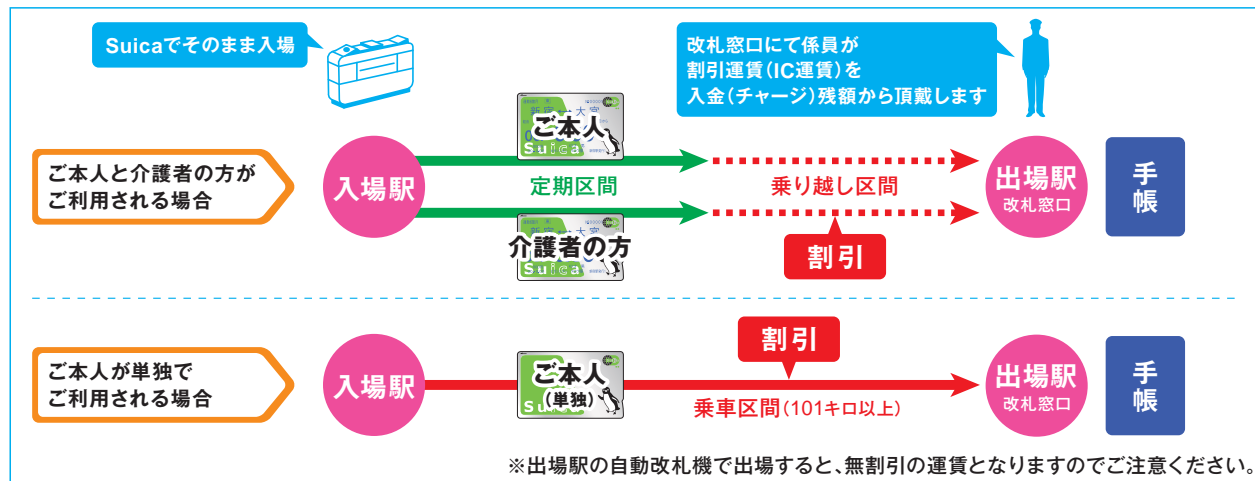 Suicaでそのまま入場
改札窓口にて係員が
割引運賃(IC運賃)を
入金(チャージ)残額から頂戴します
ご本人と介護者の方が
ご利用される場合
入場駅
ご本人
Suica
定期区間
乗り越し区間
介護者の方
Suica
割引
出場駅
改札窓口
手帳
ご本人が単独で
ご利用される場合
入場駅
ご本人
(単独)
割引
乗車区間(101キロ以上)
出場駅
改札窓口
手帳
※出場駅の自動改札機で出場すると、無割引の運賃となりますのでご注意ください。